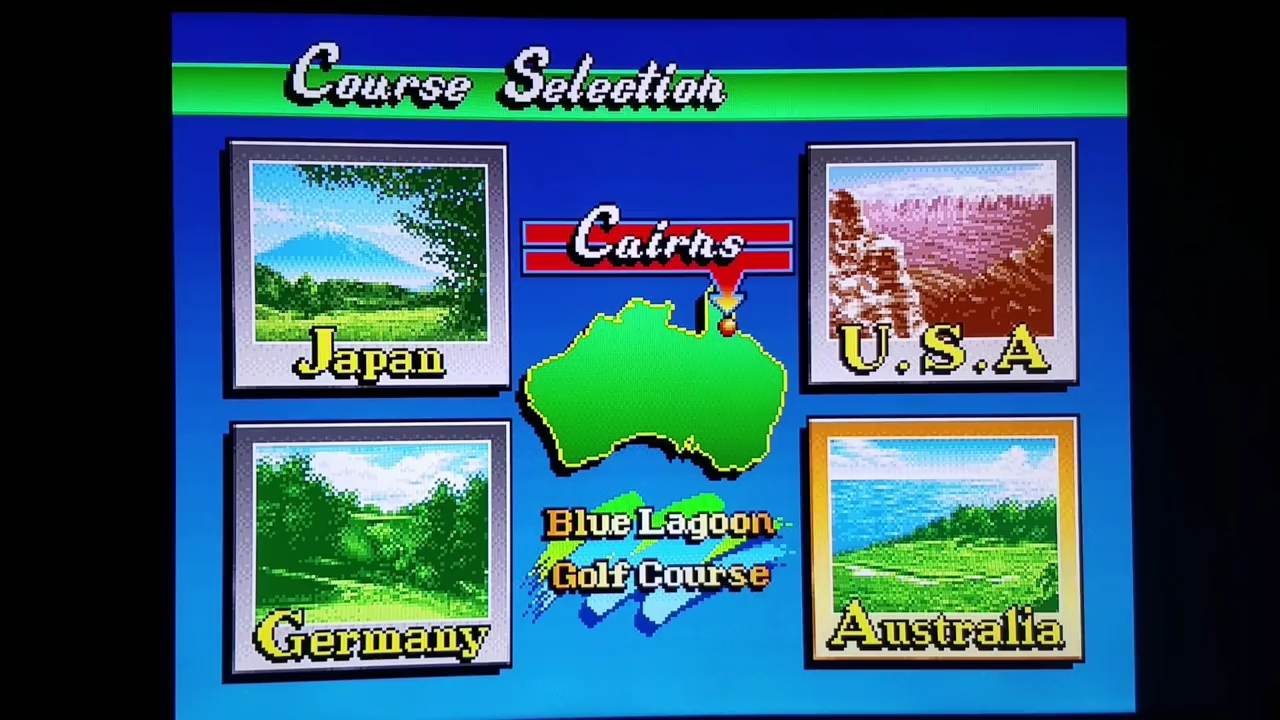 Course Selection
Japan
Cairns
U.S.A
Germany
Blue Lagoon
Golf Course
Australia